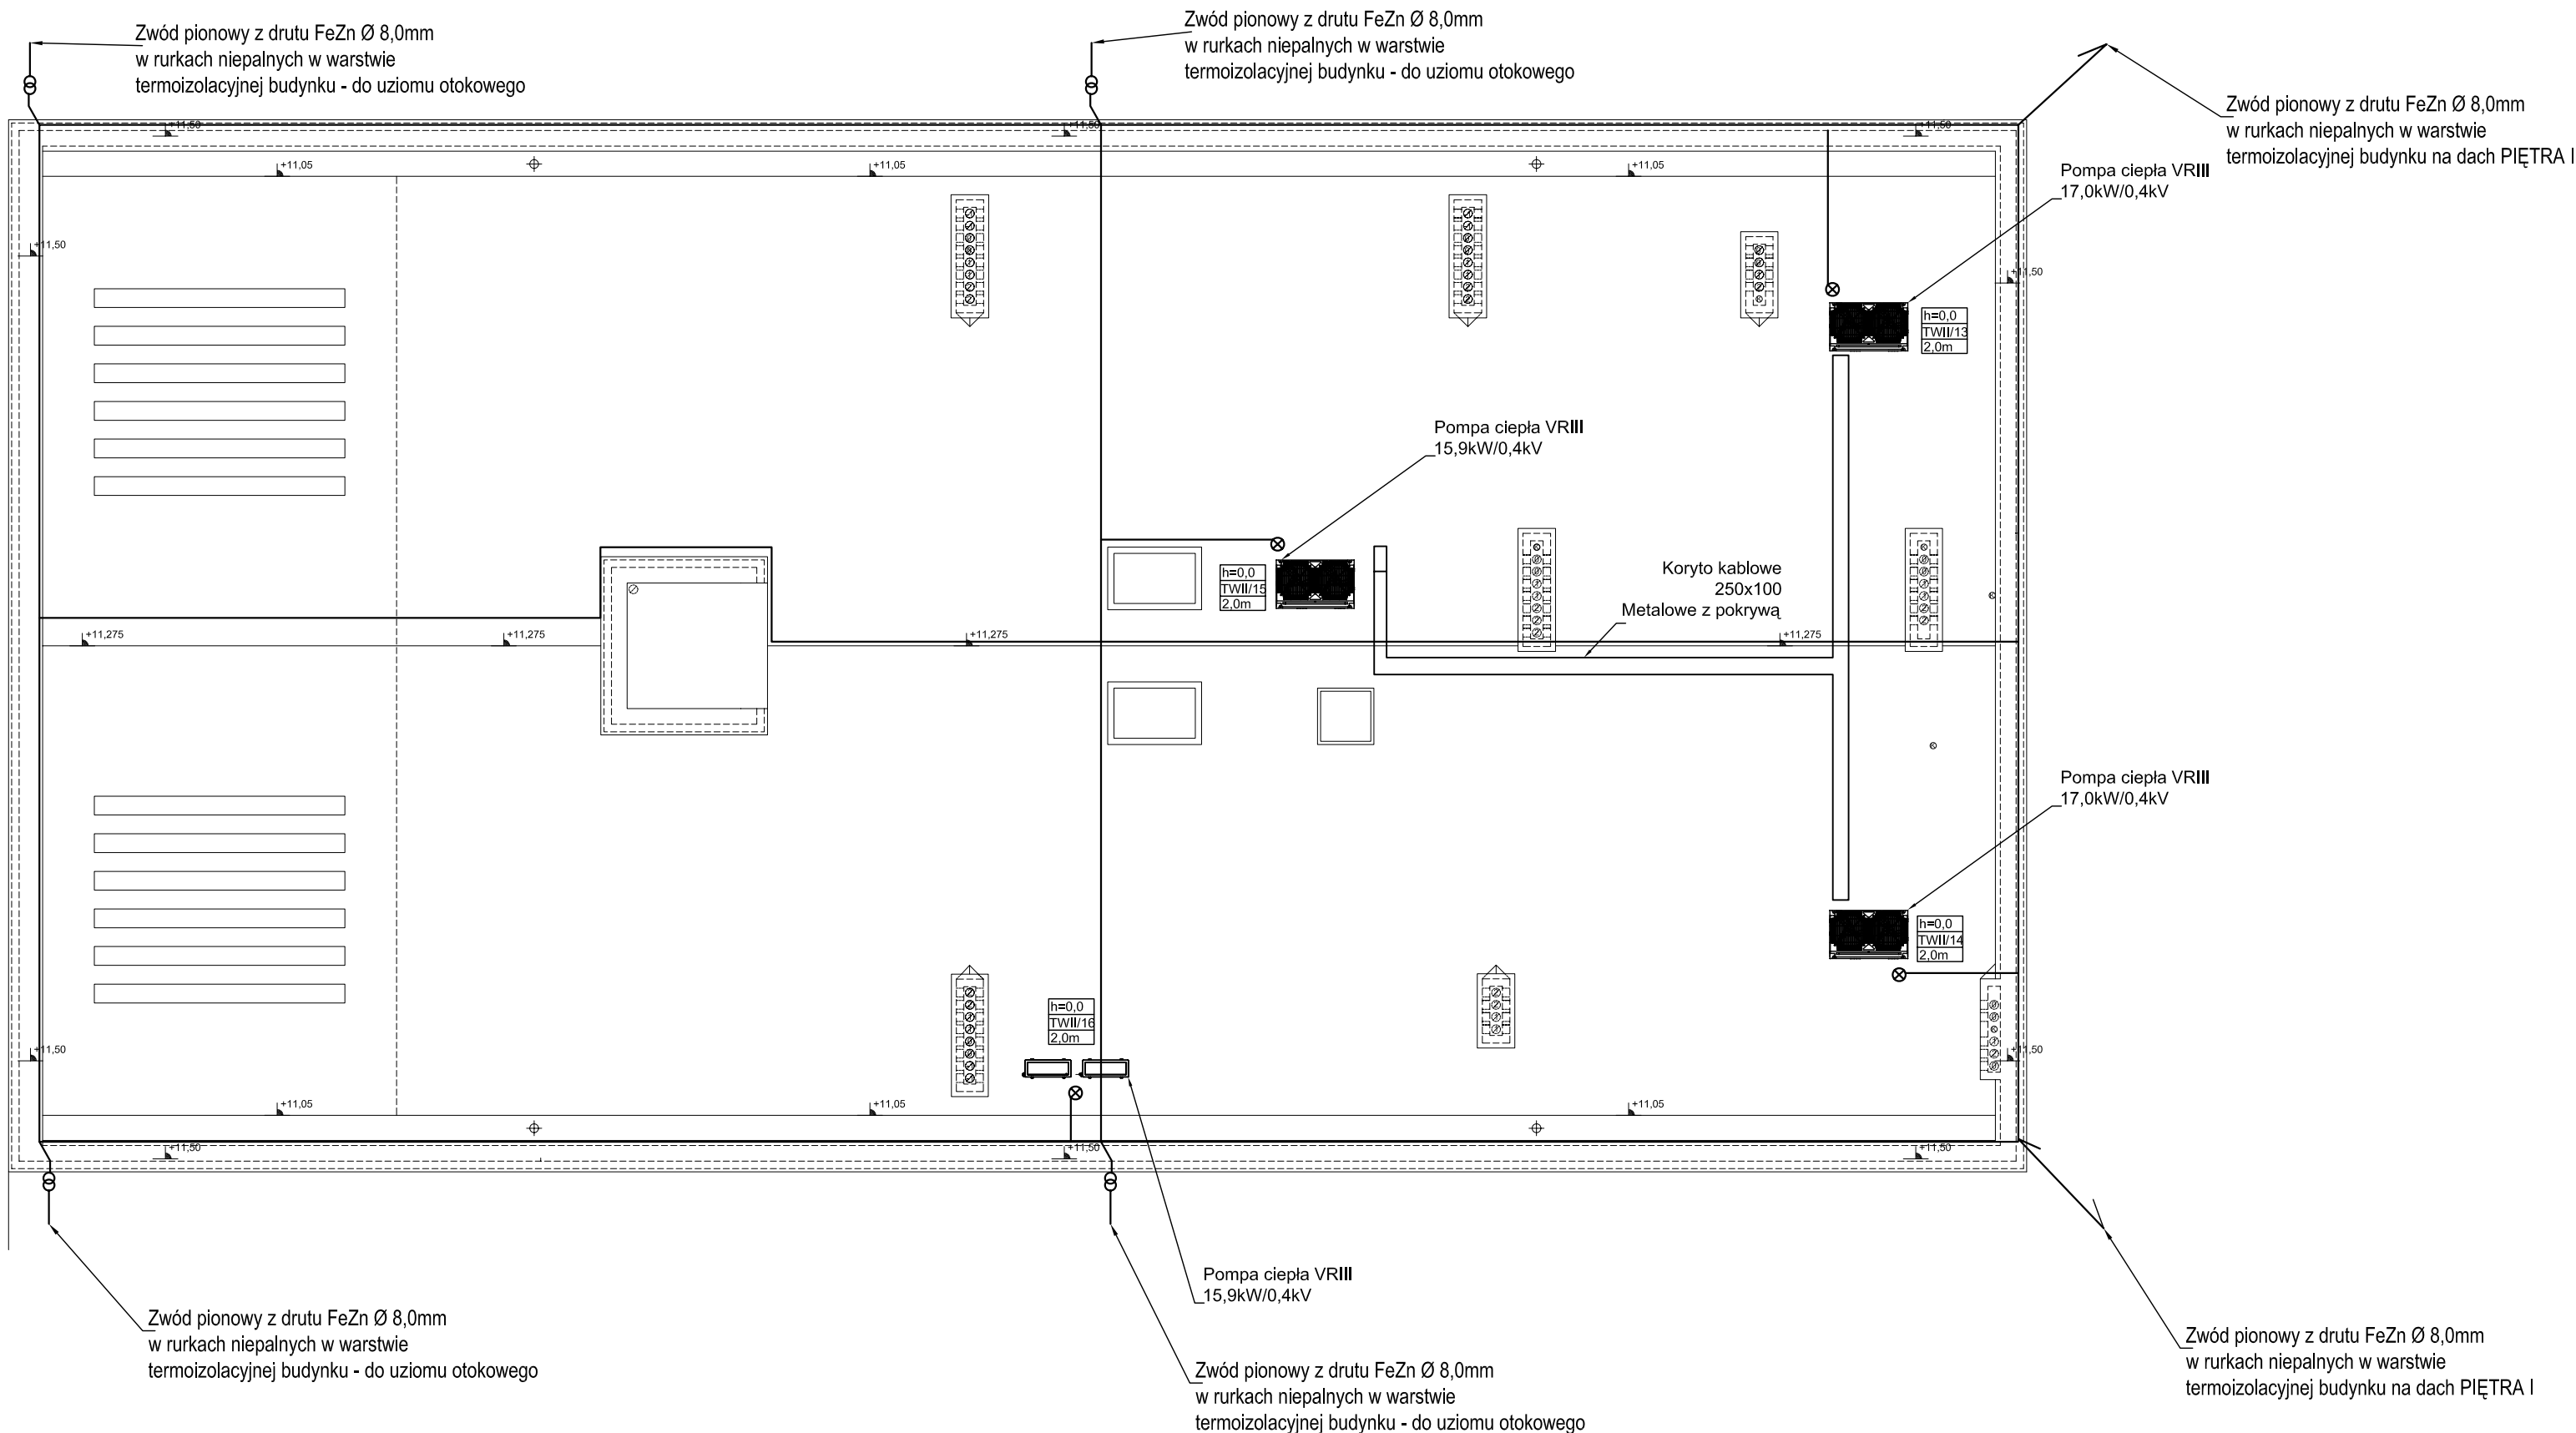 Zwód pionowy z drutu FeZn Ø 8,0mm
w rurkach niepalnych w warstwie
termoizolacyjnej budynku - do uziomu otokowego
Zwód pionowy z drutu FeZn Ø 8,0mm
w rurkach niepalnych w warstwie
termoizolacyjnej budynku - do uziomu otokowego
Zwód pionowy z drutu FeZn Ø 8,0mm
w rurkach niepalnych w warstwie
termoizolacyjnej budynku na dach PIĘTRA I
+11,50
+11,50
+11,50
+11,05
+11,05
+11,05
Pompa ciepła VRIII
17,0kW/0,4kV
+11,50
+11,50
h=0,0
TWII/13
2,0m
Pompa ciepła VRIII
15,9kW/0,4kV
h=0,0
TWII/15
2,0m
Koryto kablowe
250x100
Metalowe z pokrywą
+11,275
+11,275
+11,275
+11,275
Pompa ciepła VRIII
17,0kW/0,4kV
h=0,0
TWII/14
2,0m
h=0,0
TWII/16
2,0m
+11,50
+11,50
+11,05
+11,05
+11,05
+11,50
+11,50
+11,50
Pompa ciepła VRIII
15,9kW/0,4kV
Zwód pionowy z drutu FeZn Ø 8,0mm
w rurkach niepalnych w warstwie
termoizolacyjnej budynku - do uziomu otokowego
Zwód pionowy z drutu FeZn Ø 8,0mm
w rurkach niepalnych w warstwie
termoizolacyjnej budynku - do uziomu otokowego
Zwód pionowy z drutu FeZn Ø 8,0mm
w rurkach niepalnych w warstwie
termoizolacyjnej budynku na dach PIĘTRA I